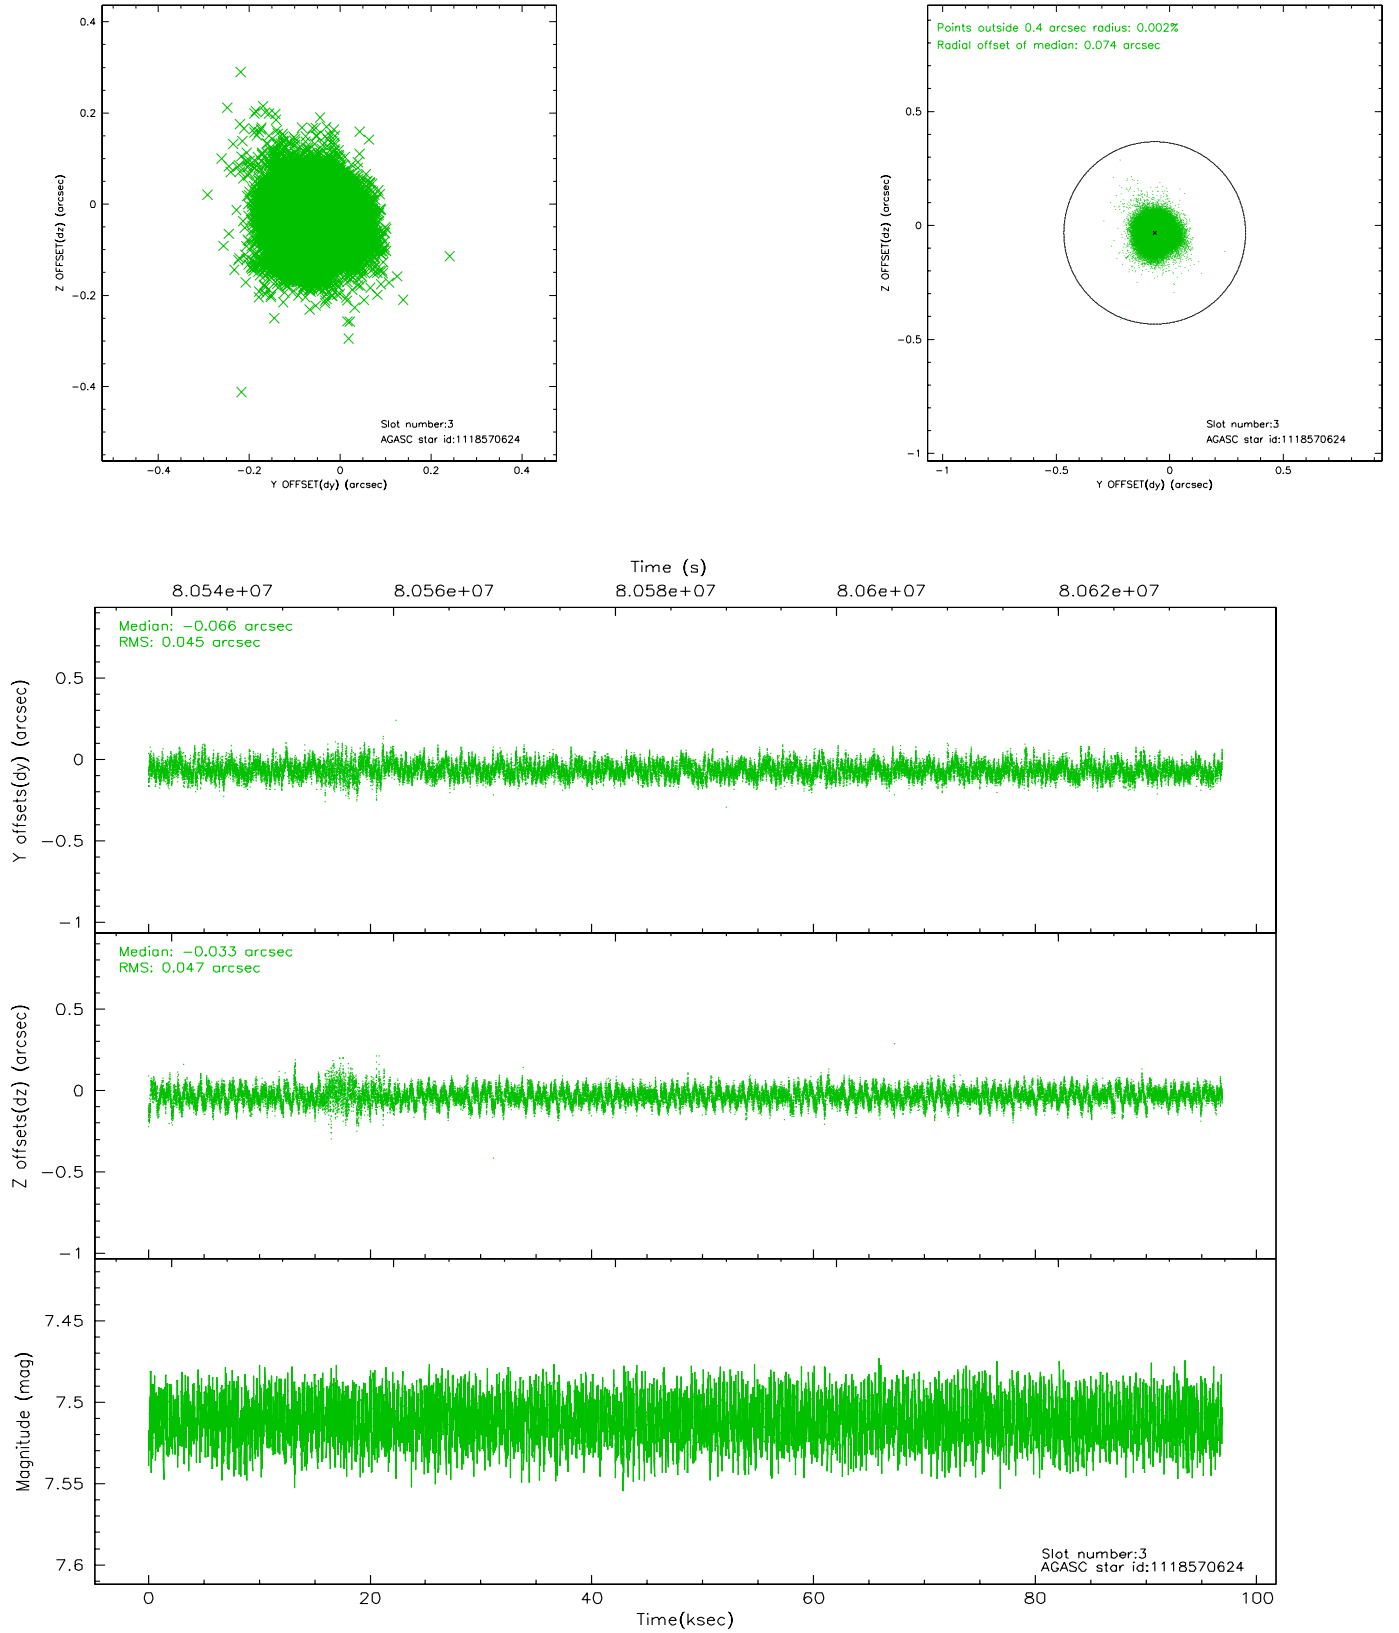 0.4
0.2
0
−0.2
−0.4
Z OFFSET(dz) (arcsec)
Slot number:3
AGASC star id:1118570624
−0.4 −0.2 0 0.2 0.4
Y OFFSET(dy) (arcsec)
Points outside 0.4 arcsec radius: 0.002%
Radial offset of median: 0.074 arcsec
0.5
0
−0.5
−1
Z OFFSET(dz) (arcsec)
Slot number:3
AGASC star id:1118570624
−1 −0.5 0 0.5
Y OFFSET(dy) (arcsec)
Time (s)
8.054e+07 8.056e+07 8.058e+07 8.06e+07 8.062e+07
Median: −0.066 arcsec
RMS: 0.045 arcsec
0.5
0
−0.5
−1
Y offsets(dy) (arcsec)
Median: −0.033 arcsec
RMS: 0.047 arcsec
0.5
0
−0.5
−1
Z offsets(dz) (arcsec)
7.45
7.5
7.55
7.6
Magnitude (mag)
Slot number:3
AGASC star id:1118570624
0 20 40 60 80 100
Time(ksec)